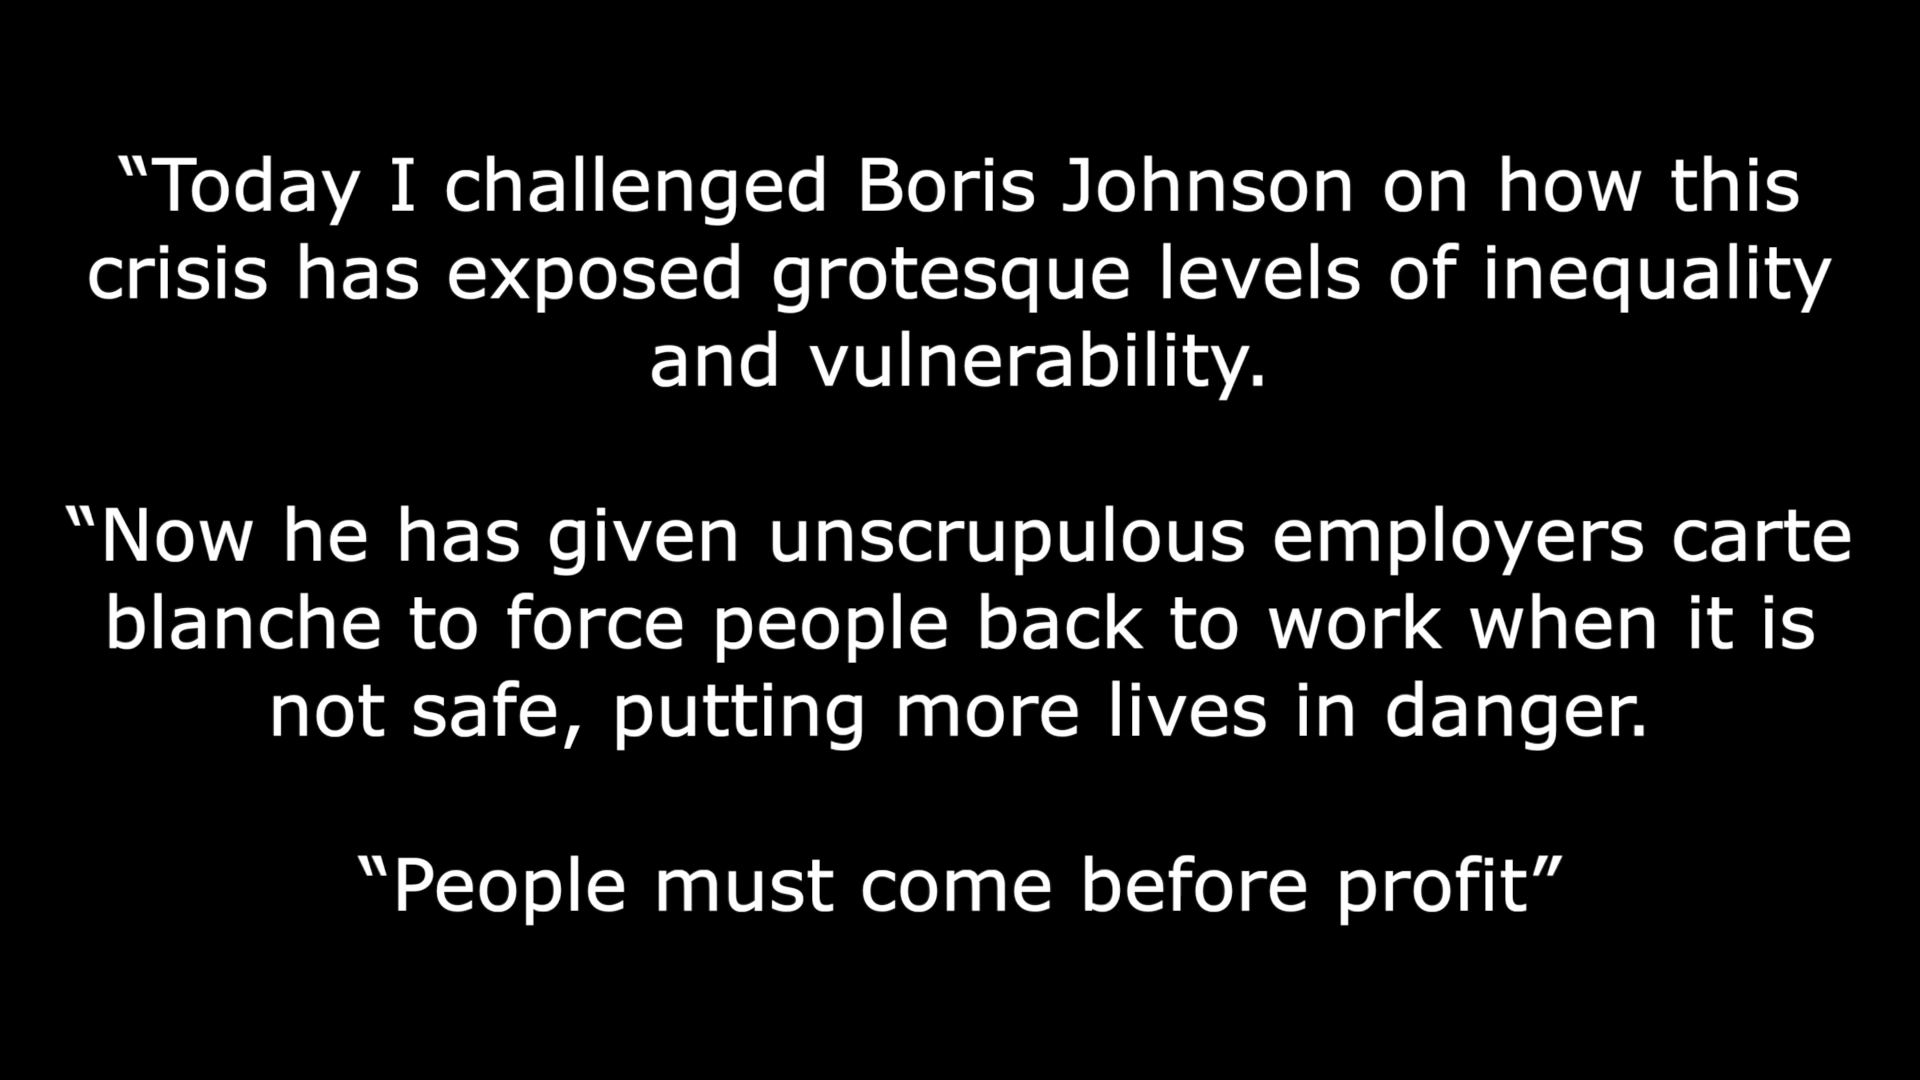 “Today I challenged Boris Johnson on how this
crisis has exposed grotesque levels of inequality
and vulnerability.
“Now he has given unscrupulous employers carte
blanche to force people back to work when it is
not safe, putting more lives in danger.
“People must come before profit”